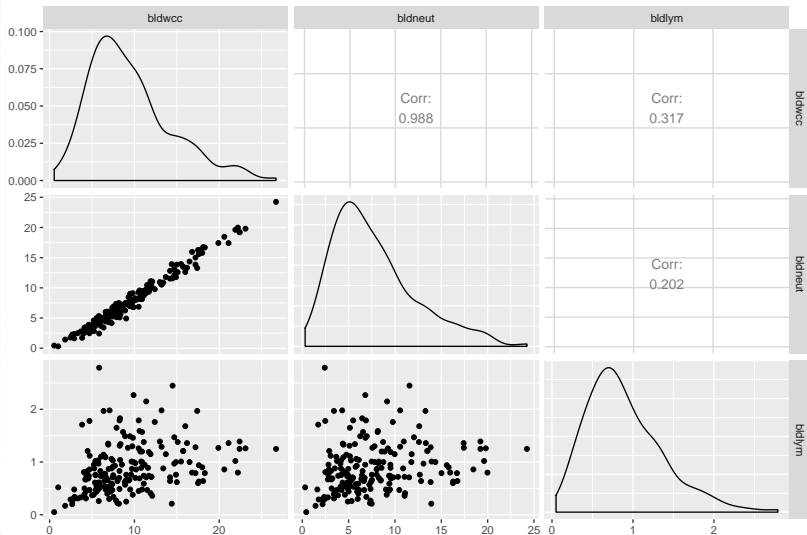 bldwcc bldneut bldlym
0.100
0.075
0.050
0.025
0.000
Corr:
0.988
Corr:
0.317
bldwcc
25
20
15
10
5
0
Corr:
0.202
bldneut
2
1
0
bldlym
0 10 20
0 5 10 15 20 25
0 1 2